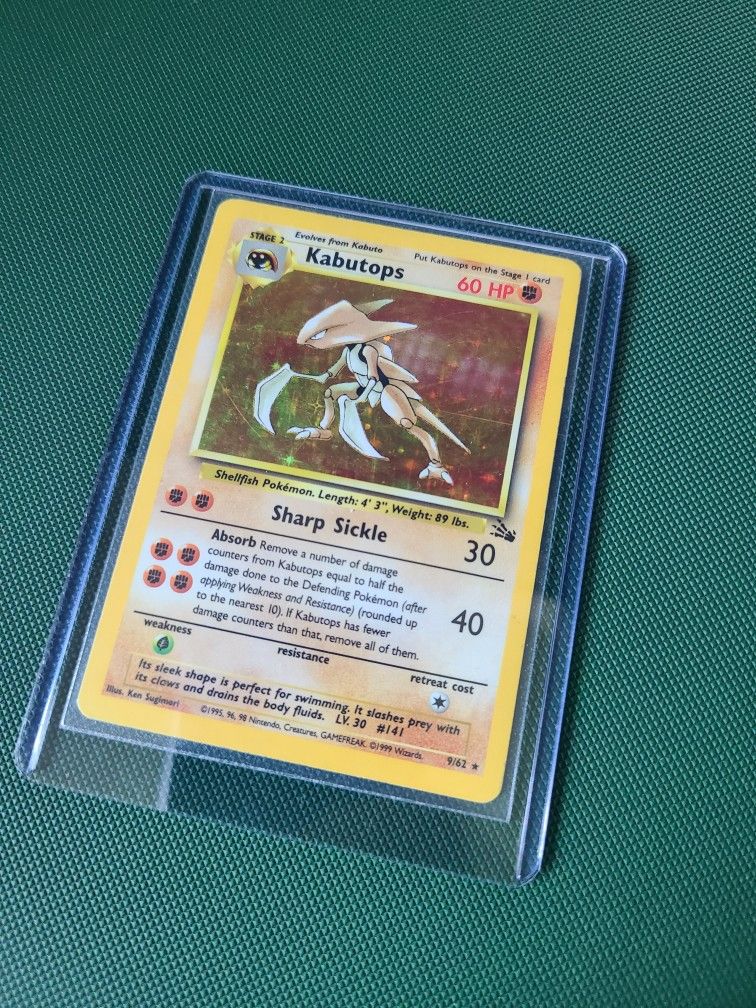 STAGE 2
Evolves from Kabuto
Put Kabutops on the Stage 1 card
Kabutops
60 HP
Shellfish Pokémon. Length: 4' 3", Weight: 89 lbs.
Sharp Sickle
30
Absorb Remove a number of damage
counters from Kabutops equal to half the
damage done to the Defending Pokémon (after
applying Weakness and Resistance) (rounded up
to the nearest 10). If Kabutops has fewer
damage counters than that, remove all of them.
40
weakness
resistance
retreat cost
Its sleek shape is perfect for swimming. It slashes prey with
its claws and drains the body fluids. LV. 30 #141
Illus. Ken Sugimori
©1995, 96, 98 Nintendo, Creatures, GAMEFREAK. ©1999 Wizards.
9/62 ★